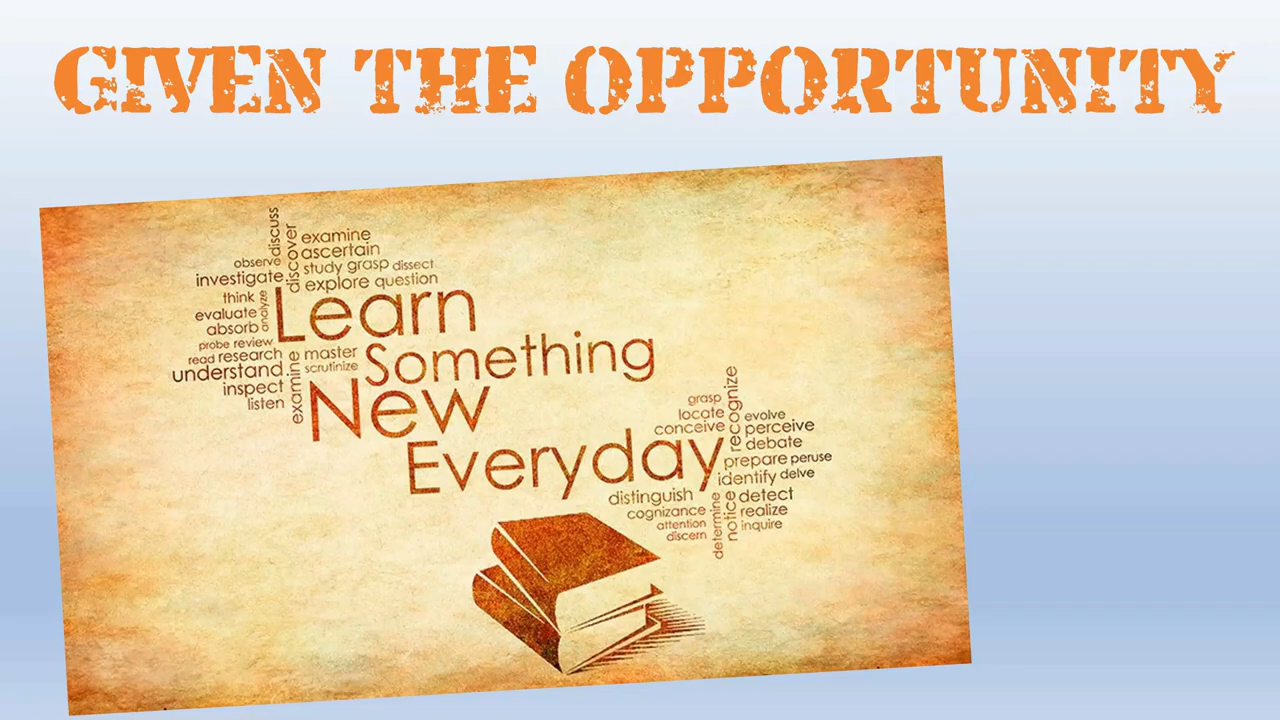 GIVEN THE OPPORTUNITY
discuss
discover
examine
ascertain
observe
study grasp dissect
investigate
explore question
think
analyze
evaluate
absorb
Learn
probe review
read research
master
scrutinize
Something
understand
examine
inspect
listen
New
grasp
recognize
locate
evolve
conceive
perceive
debate
Everyday
prepare peruse
identify delve
distinguish
detect
cognizance
determine
notice
realize
attention
inquire
discern